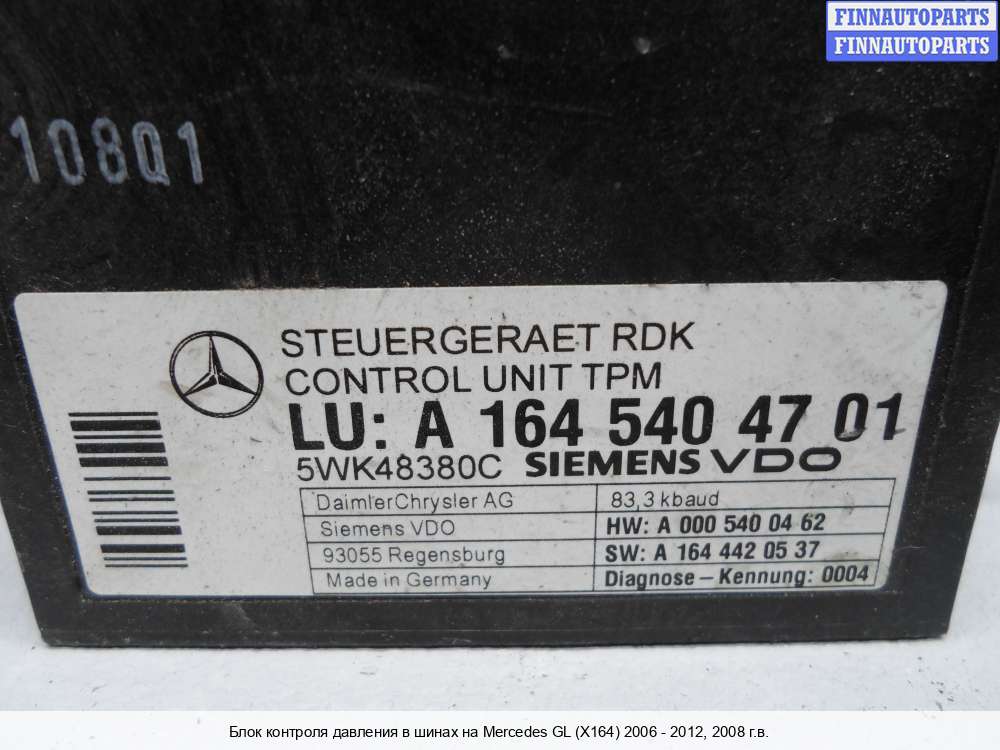 FINNAUTOPARTS
FINNAUTOPARTS
10801
STEUERGERAET RDK
CONTROL UNIT TPM
LU: A 164 540 47 01
5WK48380C SIEMENS VDO
DaimlerChrysler AG 83,3 kbaud
Siemens VDO HW: A 000 540 04 62
93055 Regensburg SW: A 164 442 05 37
Made in Germany Diagnose – Kennung: 0004
Блок контроля давления в шинах на Mercedes GL (X164) 2006 - 2012, 2008 г.в.